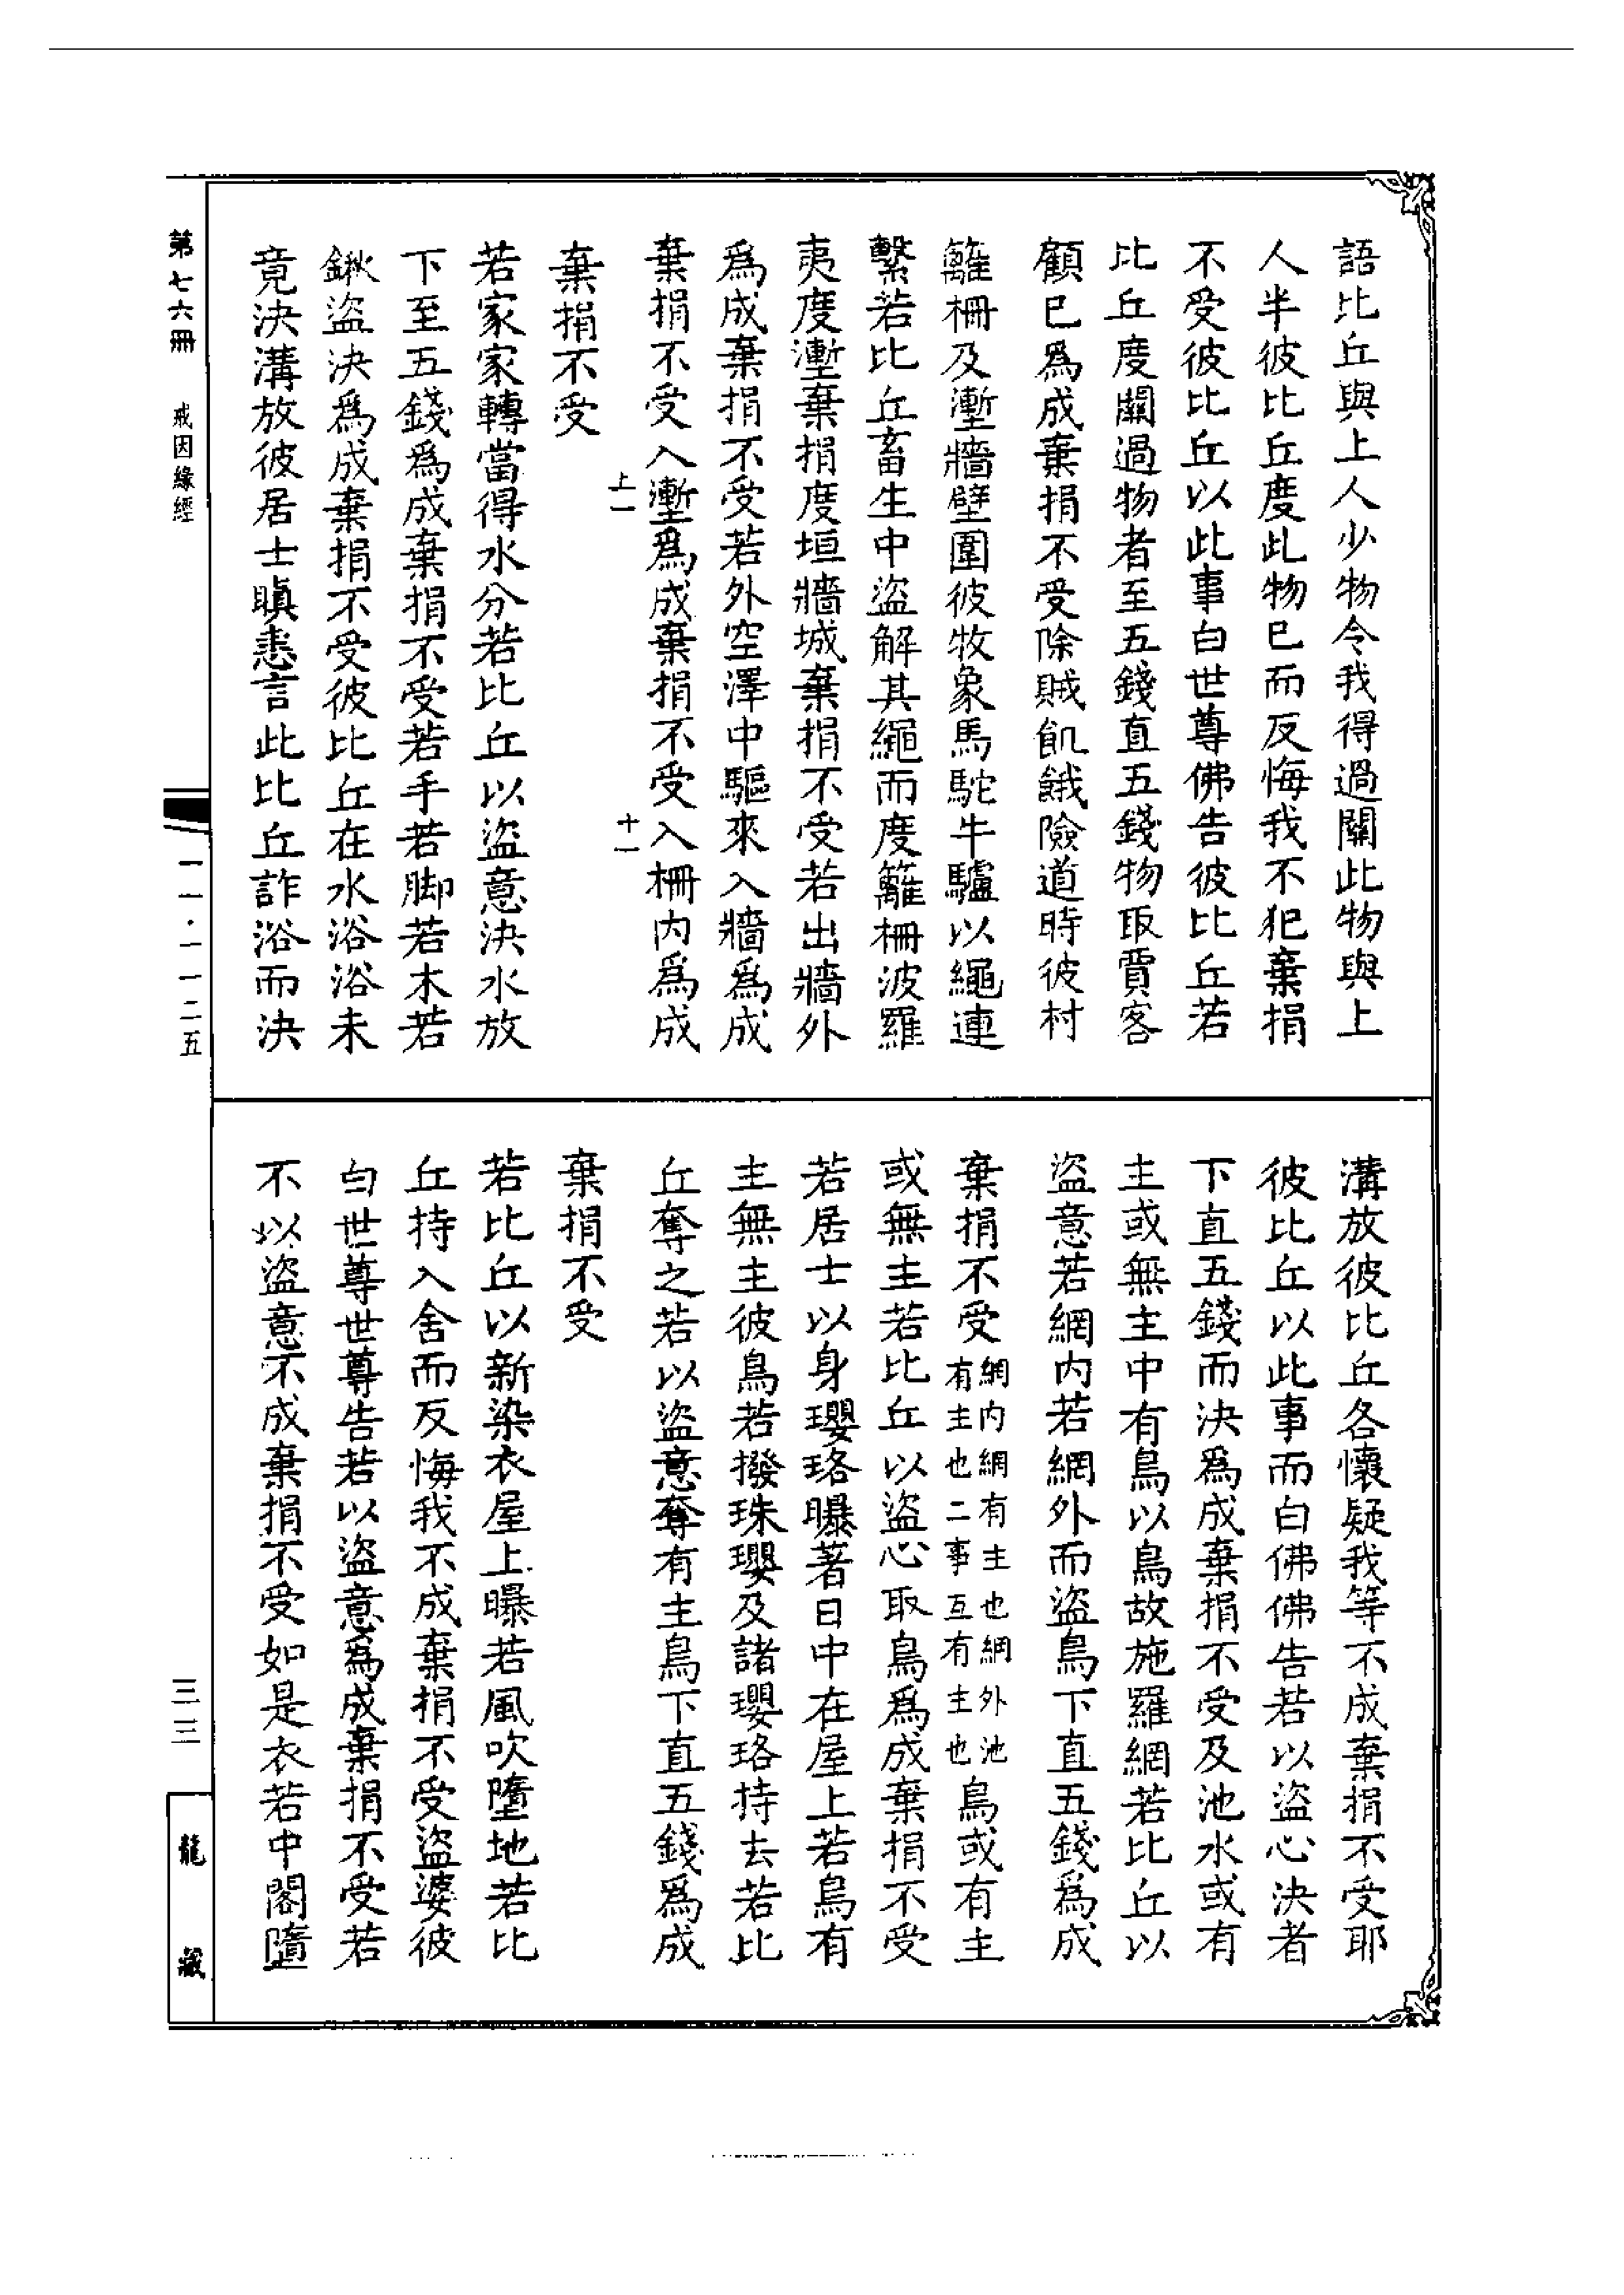 語比丘與上人少物令我得過關此物與上
人半彼比丘度此物已而反悔我不犯棄捐
不受彼比丘以此事白世尊佛告彼比丘若
比丘度關過物者至五錢直五錢物取賈客
顧已爲成棄捐不受除賊飢餓險道時彼村
籬柵及壍牆壁圍彼牧象馬駝牛驢以繩連
繫若比丘畜生中盜解其繩而度籬柵波羅
夷度壍棄捐度垣牆城棄捐不受若出牆外
爲成棄捐不受若外空澤中驅來入牆爲成
棄捐不受入壍爲成棄捐不受入柵內爲成
上一
十一
棄捐不受
若家家轉當得水分若比丘以盜意決水放
下至五錢爲成棄捐不受若手若脚若木若
鍬盜決爲成棄捐不受彼比丘在水浴浴未
竟決溝放彼居士瞋恚言此比丘詐浴而決
溝放彼比丘各懷疑我等不成棄捐不受耶
彼比丘以此事而白佛佛告若以盜心決者
下直五錢而決爲成棄捐不受及池水或有
主或無主中有鳥以鳥故施羅網若比丘以
盜意若網內若網外而盜鳥下直五錢爲成
棄捐不受網內網有主也網外池有主也二事互有主也鳥或有主
或無主若比丘以盜心取鳥爲成棄捐不受
若居士以身瓔珞曝著日中在屋上若鳥有
主無主彼鳥若撥珠瓔及諸瓔珞持去若比
丘奪之若以盜意奪有主鳥下直五錢爲成
棄捐不受
若比丘以新染衣屋上曝若風吹墮地若比
丘持入舍而反悔我不成棄捐不受盜婆彼
白世尊世尊告若以盜意爲成棄捐不受若
不以盜意不成棄捐不受如是衣若中閣墮
第七六冊 戒因緣經
一一·一一二五
三三
龍藏